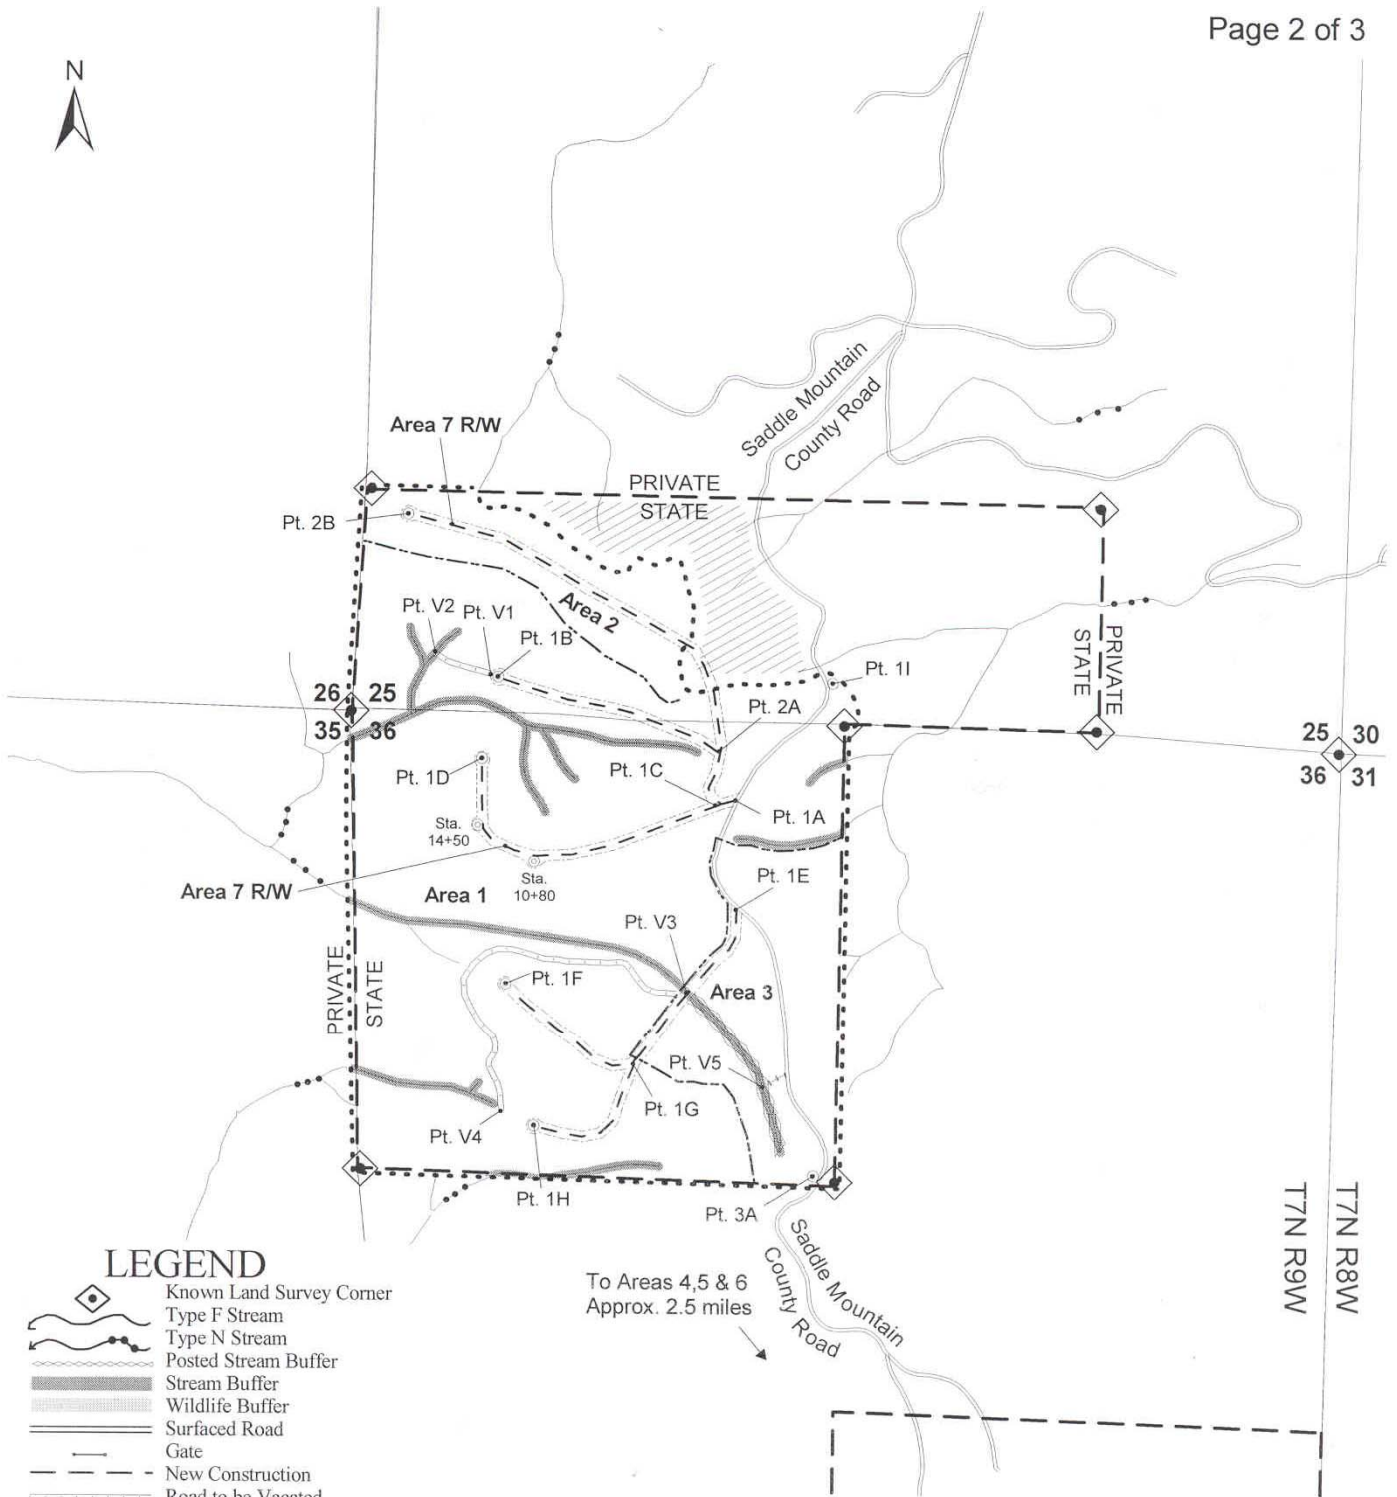 Page 2 of 3
N
Saddle Mountain
County Road
Area 7 R/W
PRIVATE
STATE
Pt. 2B
Area 2
Pt. V2
Pt. V1
Pt. 1B
PRIVATE
STATE
Pt. 1I
26 25
35 36
Pt. 2A
25 30
36 31
Pt. 1D
Pt. 1C
Pt. 1A
Sta.
14+50
Pt. 1E
Sta.
10+80
Area 7 R/W
Area 1
Pt. V3
PRIVATE
STATE
Pt. 1F
Area 3
Pt. V5
Pt. 1G
Pt. V4
Pt. 1H
Pt. 3A
T7N R9W
T7N R8W
Saddle Mountain
County Road
To Areas 4,5 & 6
Approx. 2.5 miles
LEGEND
Known Land Survey Corner
Type F Stream
Type N Stream
Posted Stream Buffer
Stream Buffer
Wildlife Buffer
Surfaced Road
Gate
New Construction
Road to be Vacated